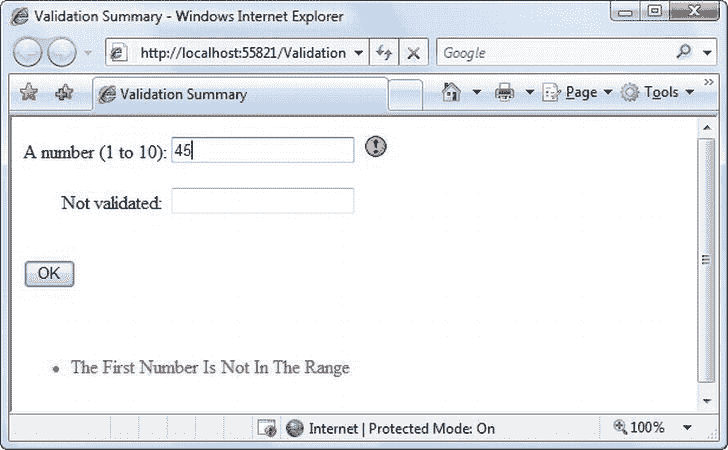 Validation Summary - Windows Internet Explorer
http://localhost:55821/Validation
Google
Validation Summary
Page
Tools
A number (1 to 10): 45
Not validated:
OK
• The First Number Is Not In The Range
Internet | Protected Mode: On
100%